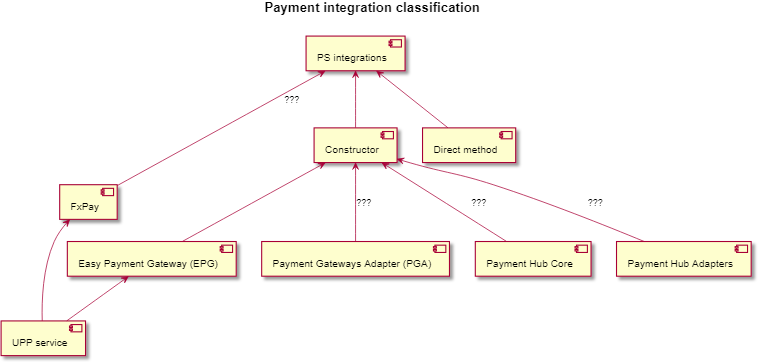 Payment integration classification
PS integrations
???
Constructor
Direct method
FxPay
???
???
???
Easy Payment Gateway (EPG)
Payment Gateways Adapter (PGA)
Payment Hub Core
Payment Hub Adapters
UPP service